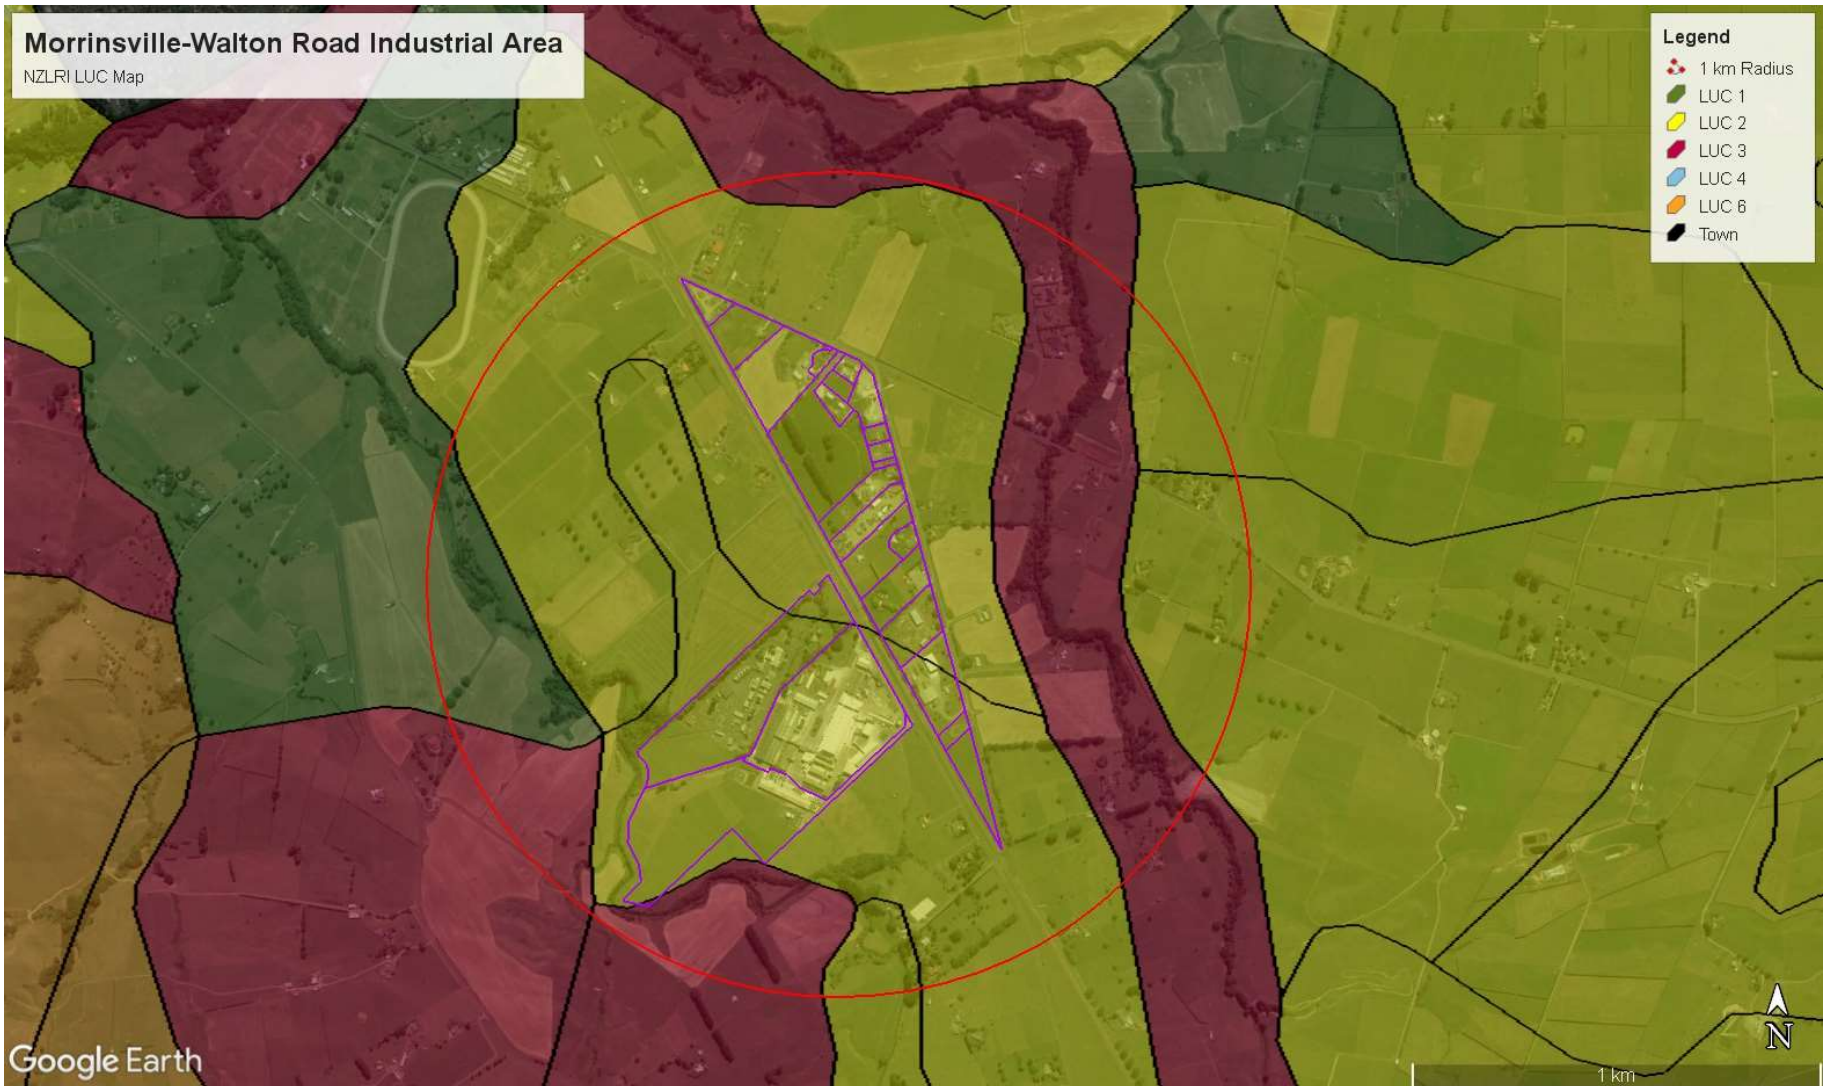 Morrinsville-Walton Road Industrial Area
NZLRI LUC Map
Legend
1 km Radius
LUC 1
LUC 2
LUC 3
LUC 4
LUC 6
Town
Google Earth
N
1 km